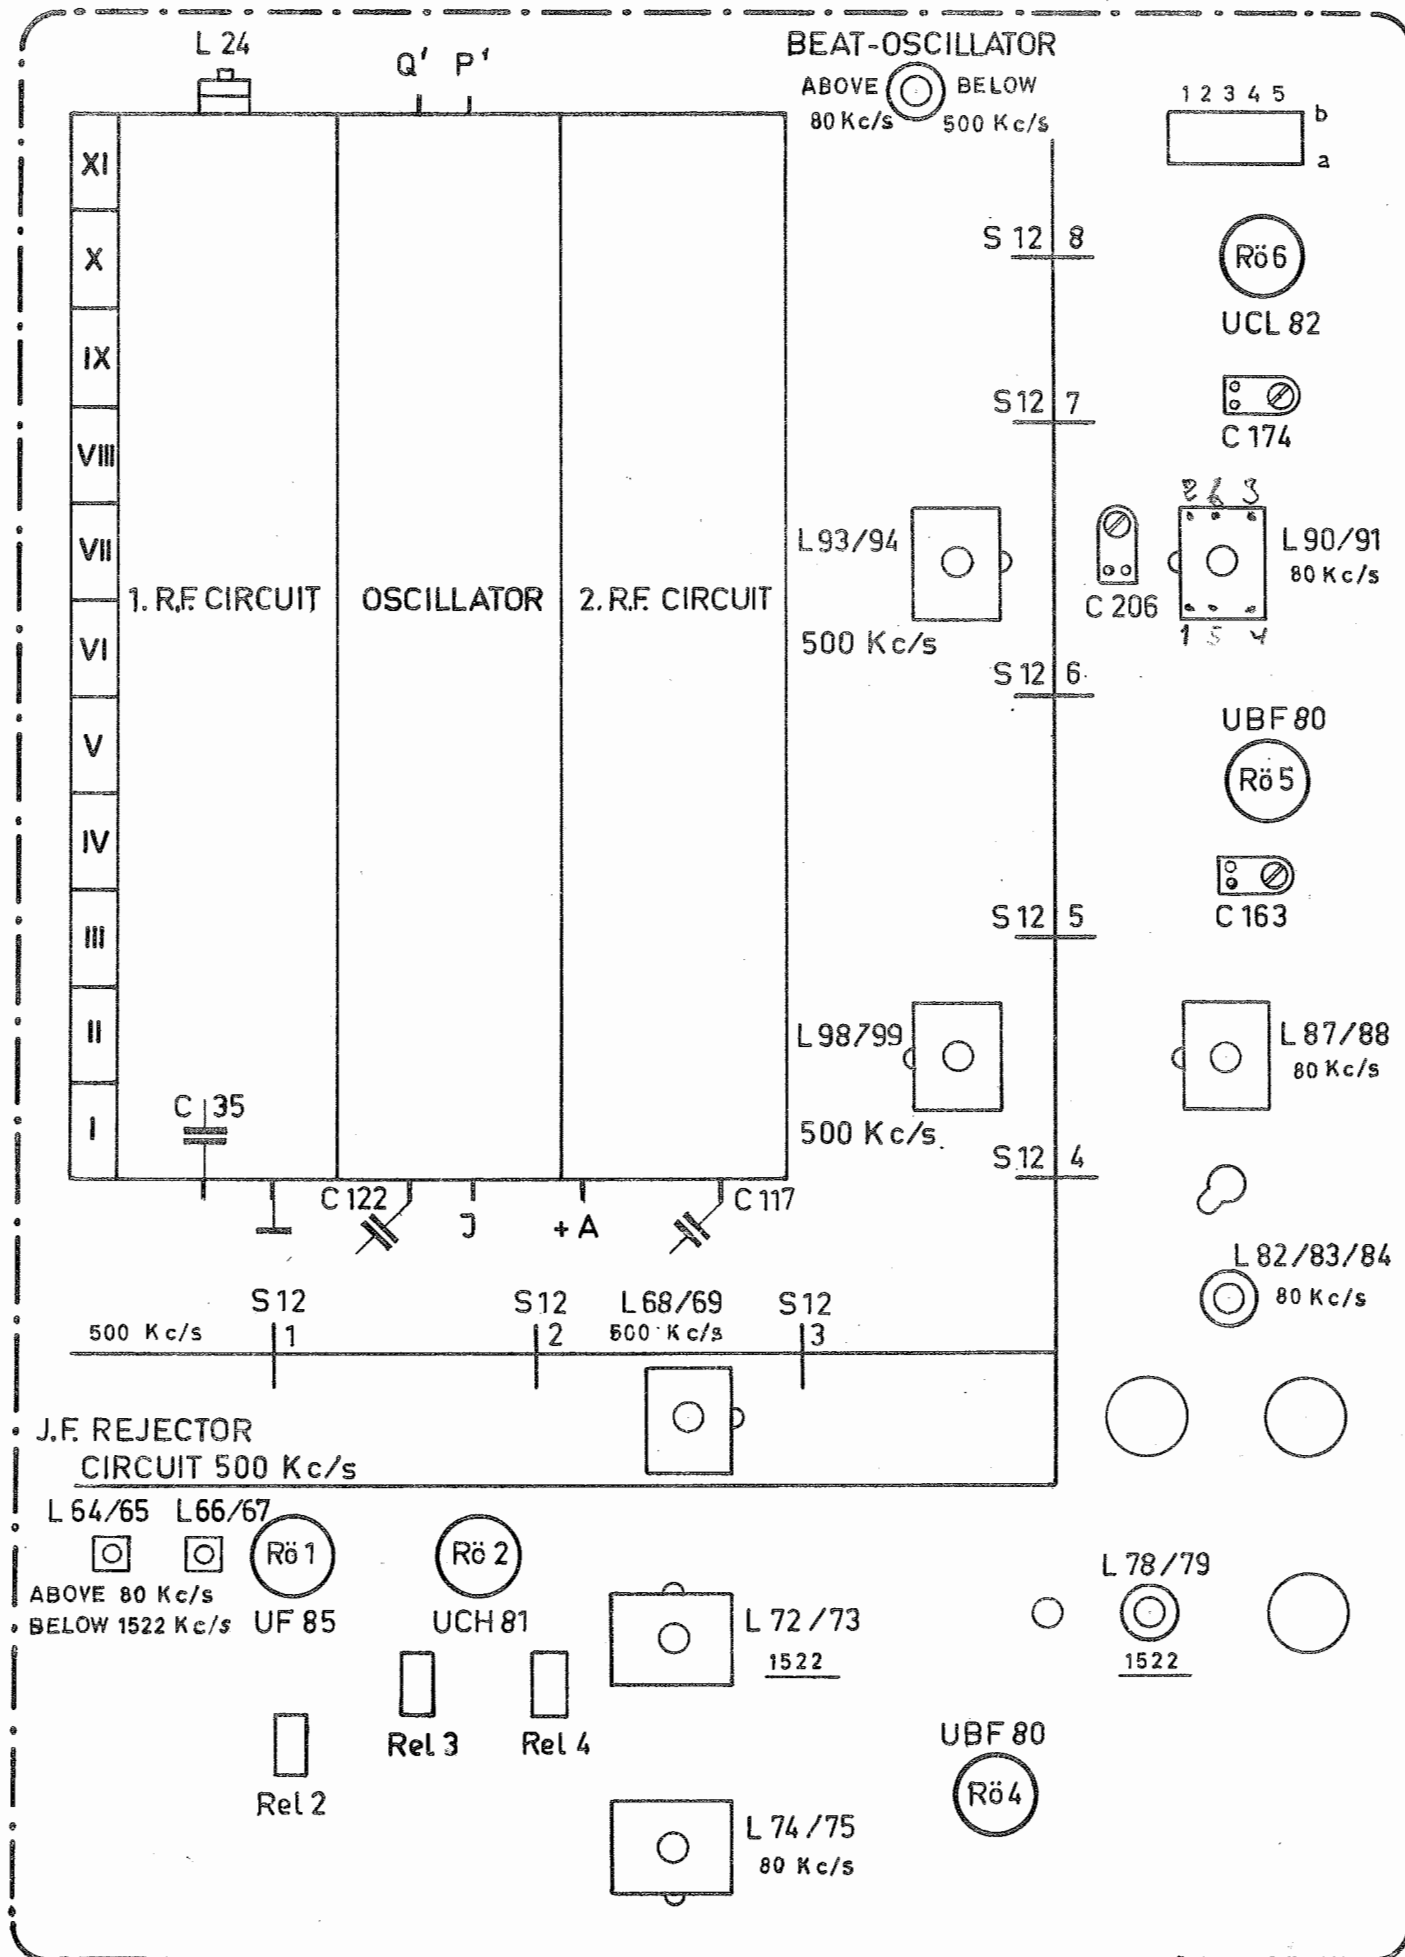 L 24
Q' P'
BEAT-OSCILLATOR
ABOVE BELOW
80 Kc/s 500 Kc/s
1 2 3 4 5
b
a
XI
X
IX
VIII
VII
VI
V
IV
III
II
I
1. R.F. CIRCUIT
OSCILLATOR
2. R.F. CIRCUIT
S 12 8
Rö 6
UCL 82
S 12 7
C 174
L 93/94
500 Kc/s
C 206
2 6 3
L 90/91
80 Kc/s
1 5 4
S 12 6
UBF 80
Rö 5
C 163
S 12 5
L 98/99
500 Kc/s.
L 87/88
80 Kc/s
S 12 4
C 35
C 122
J
+ A
C 117
L 82/83/84
80 Kc/s
500 Kc/s
S 12
1
S 12
2
L 68/69
500 Kc/s
S 12
3
J.F. REJECTOR
CIRCUIT 500 Kc/s
L 64/65 L 66/67
Rö 1
Rö 2
ABOVE 80 Kc/s
BELOW 1522 Kc/s
UF 85
UCH 81
L 72/73
1522
L 78/79
1522
Rel 2
Rel 3
Rel 4
UBF 80
Rö 4
L 74/75
80 Kc/s